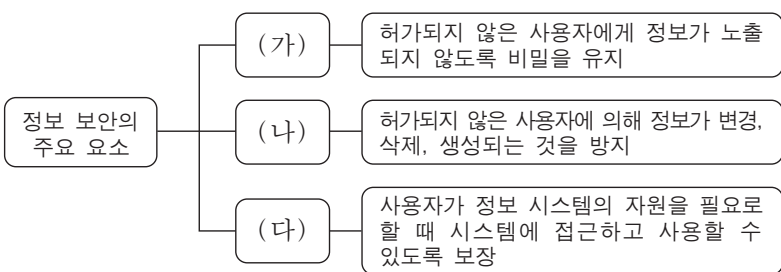 (가)
허가되지 않은 사용자에게 정보가 노출
되지 않도록 비밀을 유지
정보 보안의
주요 요소
(나)
허가되지 않은 사용자에 의해 정보가 변경,
삭제, 생성되는 것을 방지
(다)
사용자가 정보 시스템의 자원을 필요로
할 때 시스템에 접근하고 사용할 수
있도록 보장